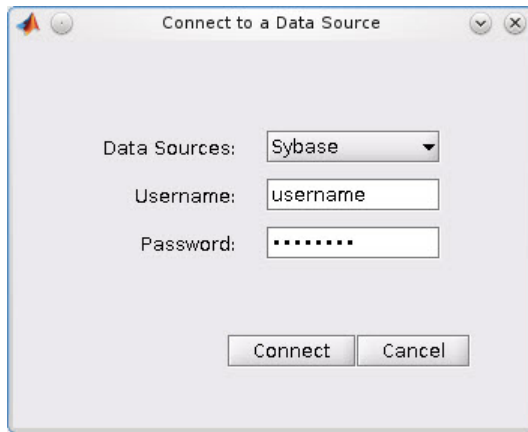 Connect to a Data Source
Data Sources: Sybase
Username: username
Password: ••••••••
Connect Cancel